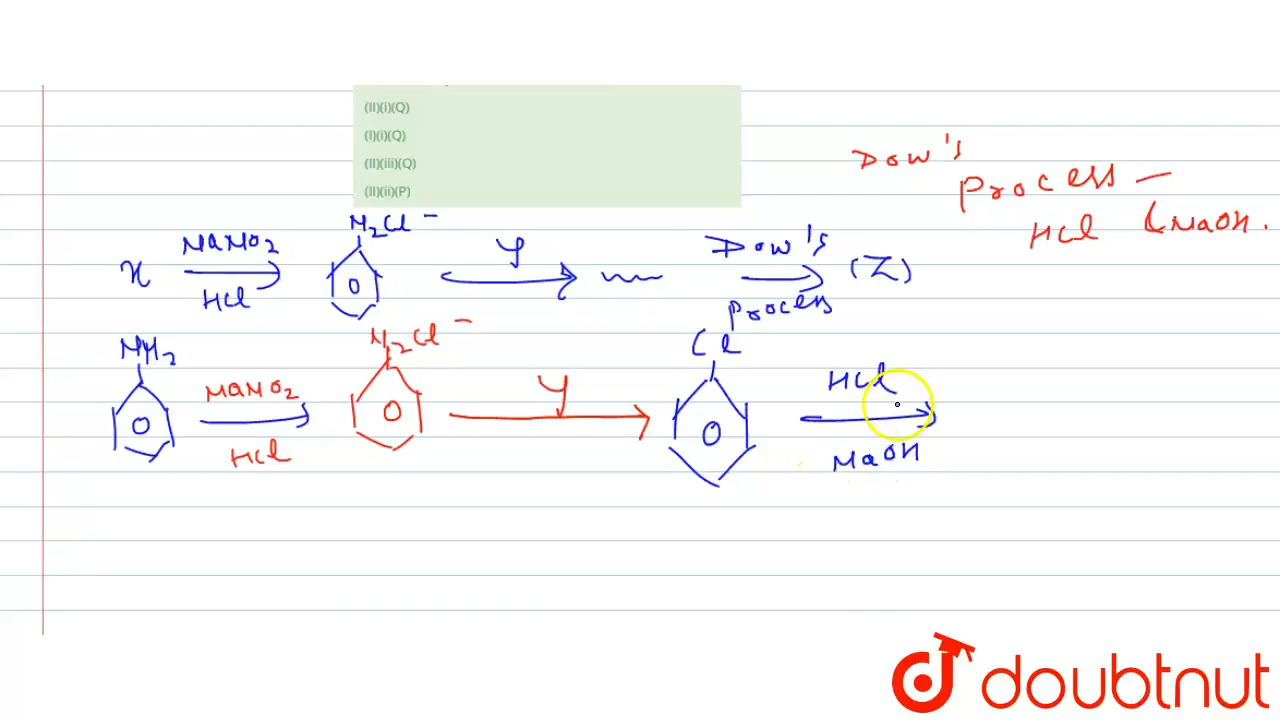 (II)(i)(Q)
(I)(i)(Q)
(II)(iii)(Q)
(II)(ii)(P)
Dow's
Process —
HCl (NaOH.
N2Cl –
x NaNO2 HCl Y Dow's Process (Z)
NH2 NaNO2 HCl N2Cl – Y Cl HCl NaOH
doubtnut